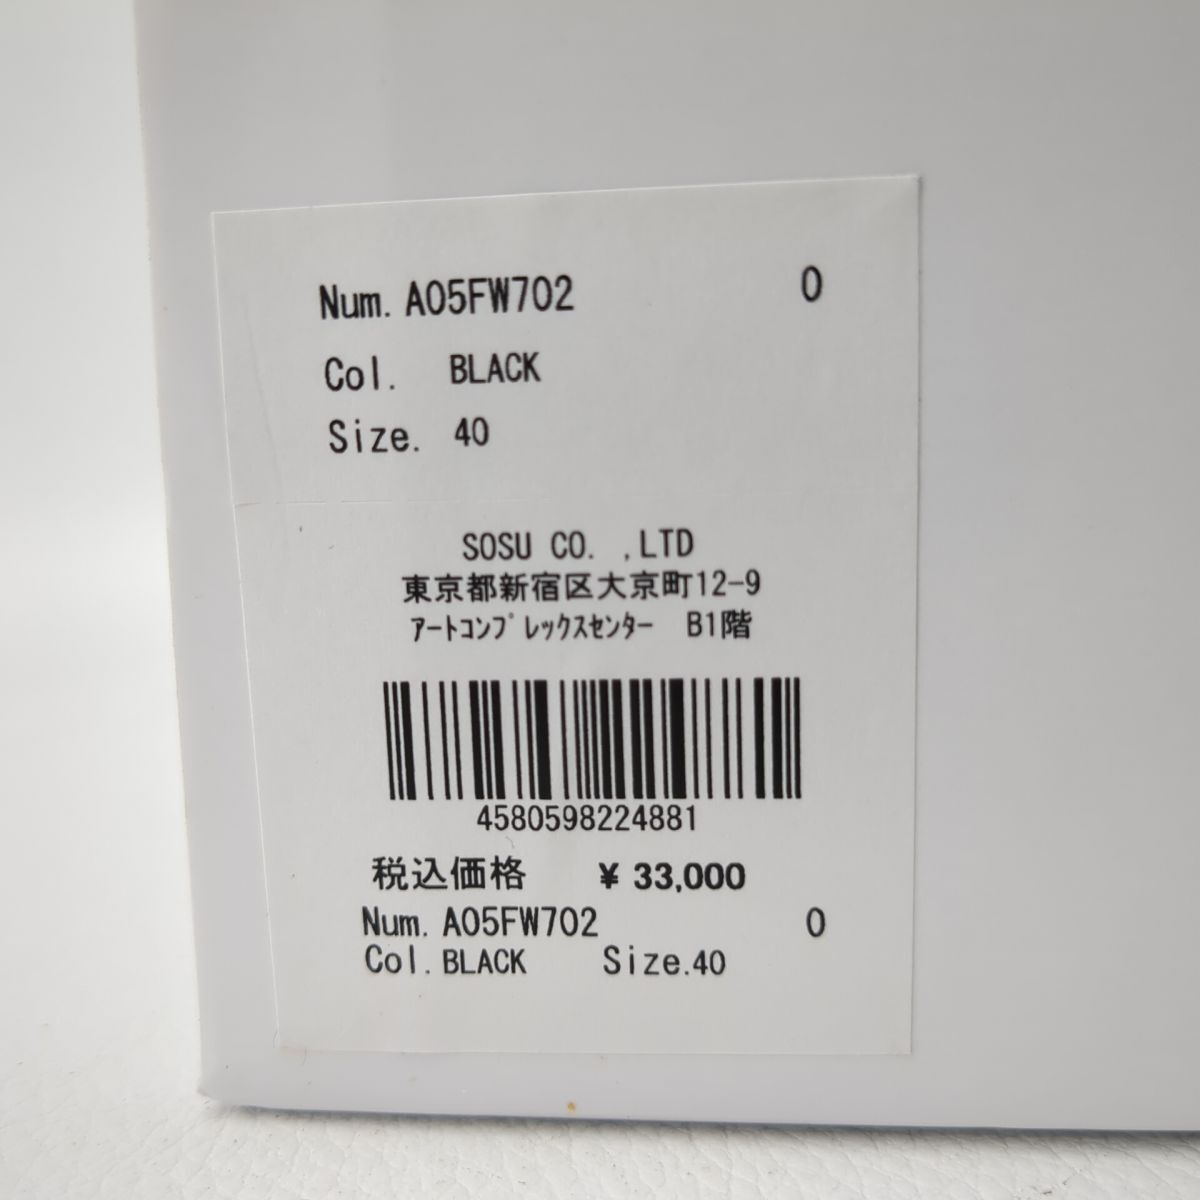 Num. A05FW702 0
Col. BLACK
Size. 40
SOSU CO. ,LTD
東京都新宿区大京町12-9
ｱｰﾄｺﾝﾌﾟﾚｯｸｽｾﾝﾀｰ B1階
4580598224881
税込価格 ¥ 33,000
Num. A05FW702 0
Col. BLACK Size.40